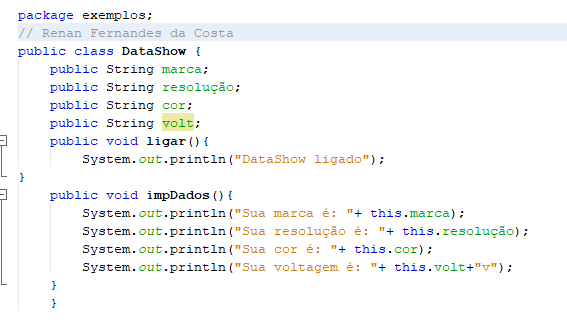 package exemplos;
// Renan Fernandes da Costa
public class DataShow {
    public String marca;
    public String resolução;
    public String cor;
    public String volt;
    public void ligar(){
        System.out.println("DataShow ligado");
}
    public void impDados(){
        System.out.println("Sua marca é: "+ this.marca);
        System.out.println("Sua resolução é: "+ this.resolução);
        System.out.println("Sua cor é: "+ this.cor);
        System.out.println("Sua voltagem é: "+ this.volt+"v");
    }
    }